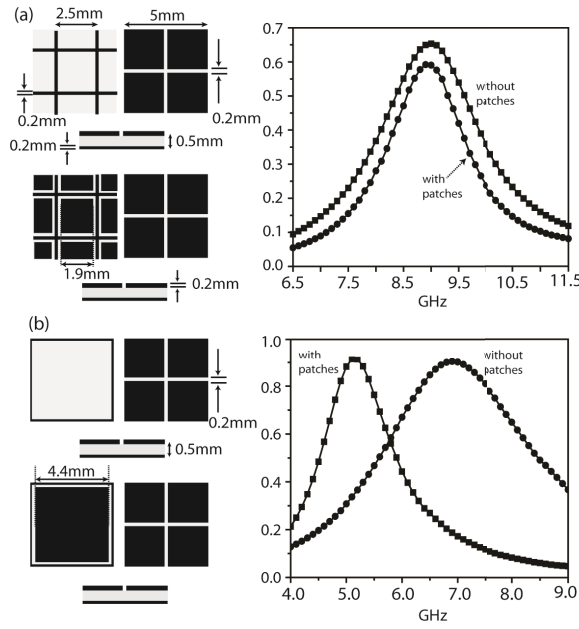 (a)
2.5mm
5mm
0.2mm
0.2mm
0.2mm
0.5mm
1.9mm
0.2mm
0.7
0.6
0.5
0.4
0.3
0.2
0.1
0.0
wthout
patches
with
patches
6.5 7.5 8.5 9.5 10.5 11.5
GHz
(b)
0.2mm
0.5mm
4.4mm
1.0
0.8
0.6
0.4
0.2
0.0
with
patches
without
patches
4.0 5.0 6.0 7.0 8.0 9.0
GHz